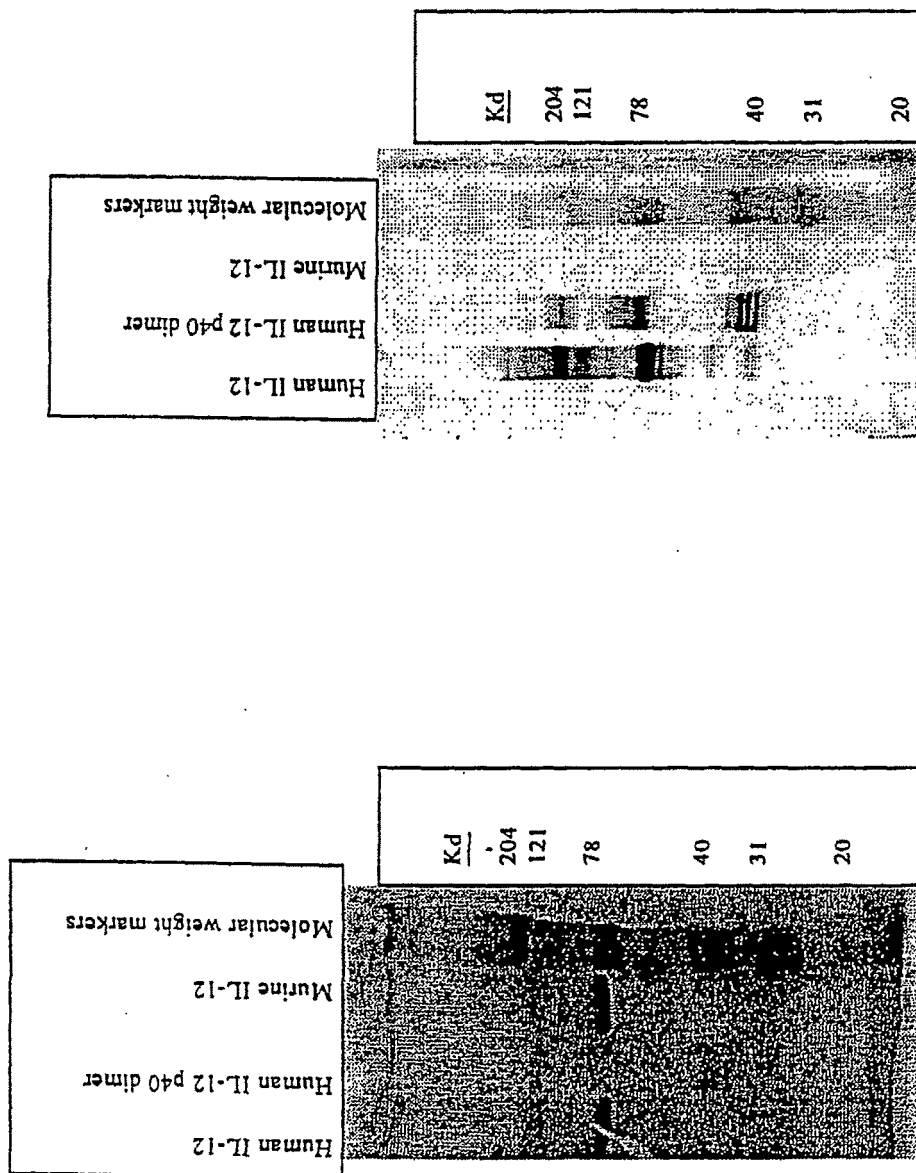 Molecular weight markers
Murine IL-12
Human IL-12 p40 dimer
Human IL-12
Kd
204
121
78
40
31
20
Molecular weight markers
Murine IL-12
Human IL-12 p40 dimer
Human IL-12
Kd
204
121
78
40
31
20